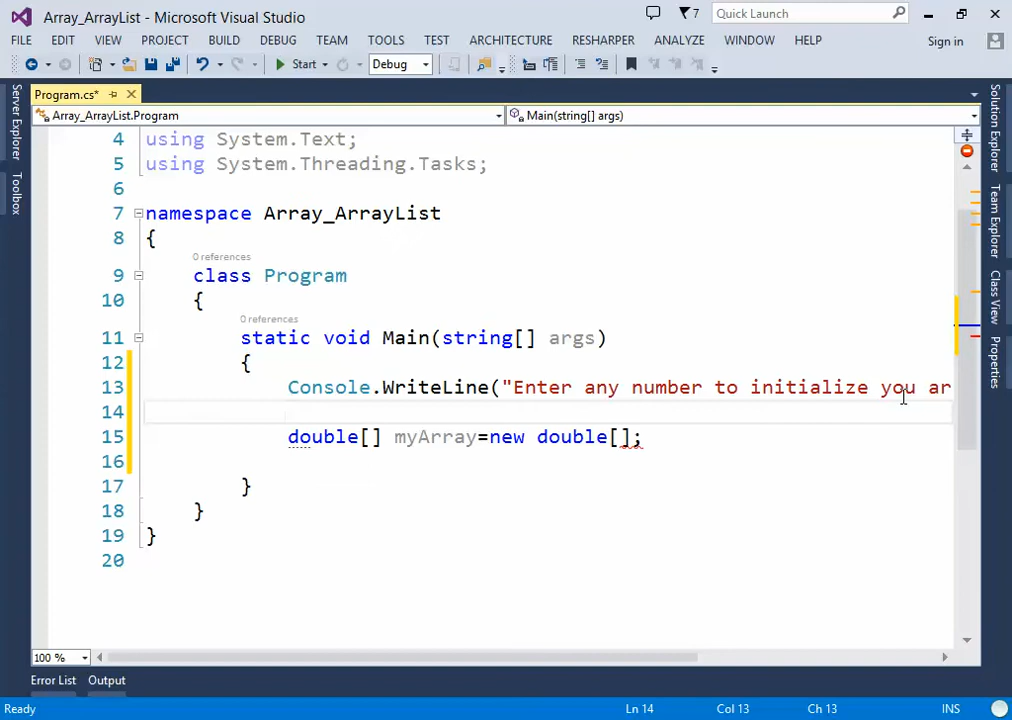 Array_ArrayList - Microsoft Visual Studio
7
Quick Launch
FILE EDIT VIEW PROJECT BUILD DEBUG TEAM TOOLS TEST ARCHITECTURE RESHARPER ANALYZE WINDOW HELP
Sign in
Start Debug
Program.cs*
Array_ArrayList.Program
Main(string[] args)
Server Explorer
Toolbox
4 using System.Text;
5 using System.Threading.Tasks;
6
7 namespace Array_ArrayList
8 {
0 references
9 class Program
10 {
0 references
11 static void Main(string[] args)
12 {
13 Console.WriteLine("Enter any number to initialize you ar
14
15 double[] myArray=new double[];
16
17 }
18 }
19 }
20
Solution Explorer
Team Explorer
Class View
Properties
100 %
Error List Output
Ready
Ln 14 Col 13 Ch 13 INS